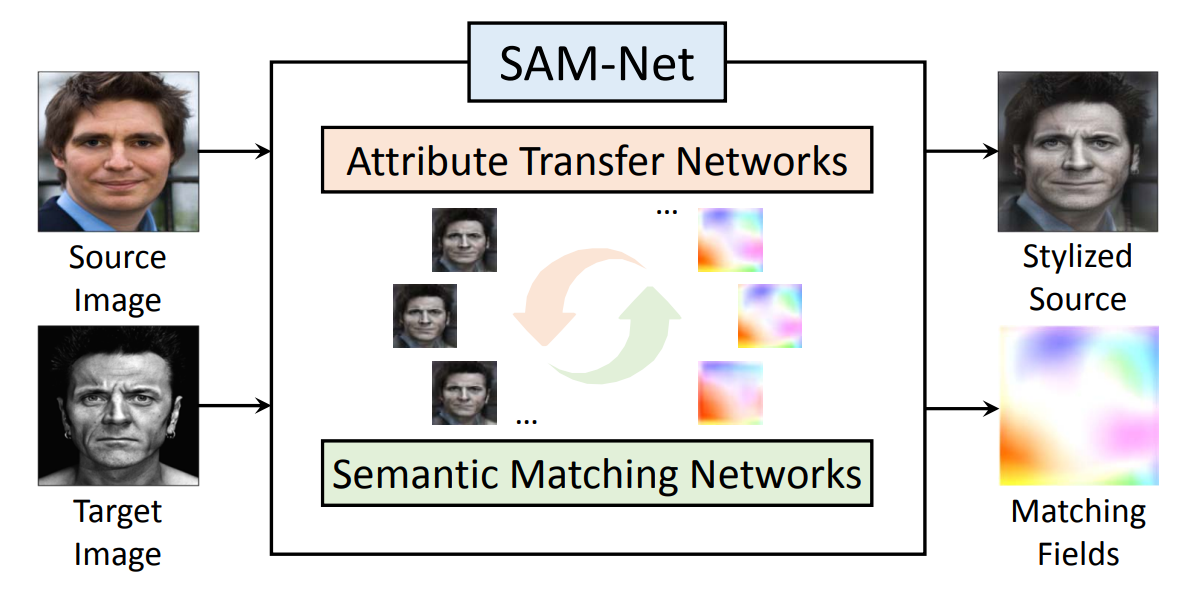 SAM-Net
Attribute Transfer Networks
...
Source
Image
Target
Image
...
Semantic Matching Networks
Stylized
Source
Matching
Fields